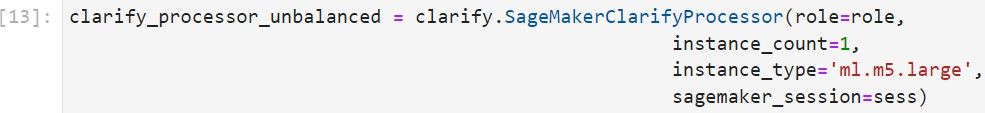 [13]: clarify_processor_unbalanced = clarify.SageMakerClarifyProcessor(role=role,
instance_count=1,
instance_type='ml.m5.large',
sagemaker_session=sess)